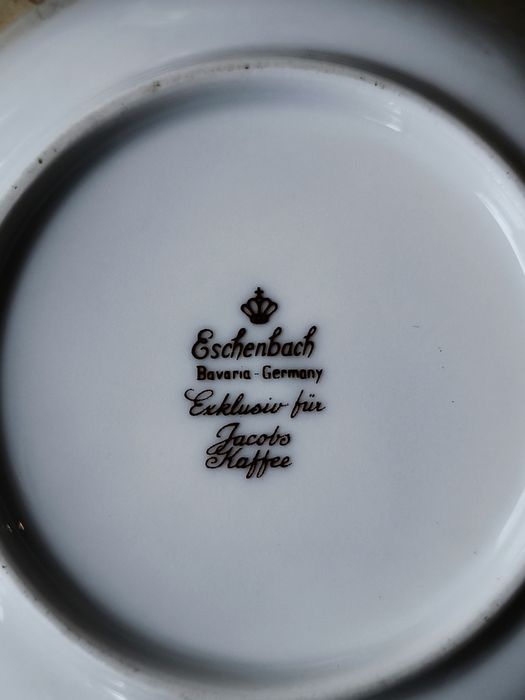 Eschenbach
Bavaria - Germany
Exklusiv für
Jacobs
Kaffee